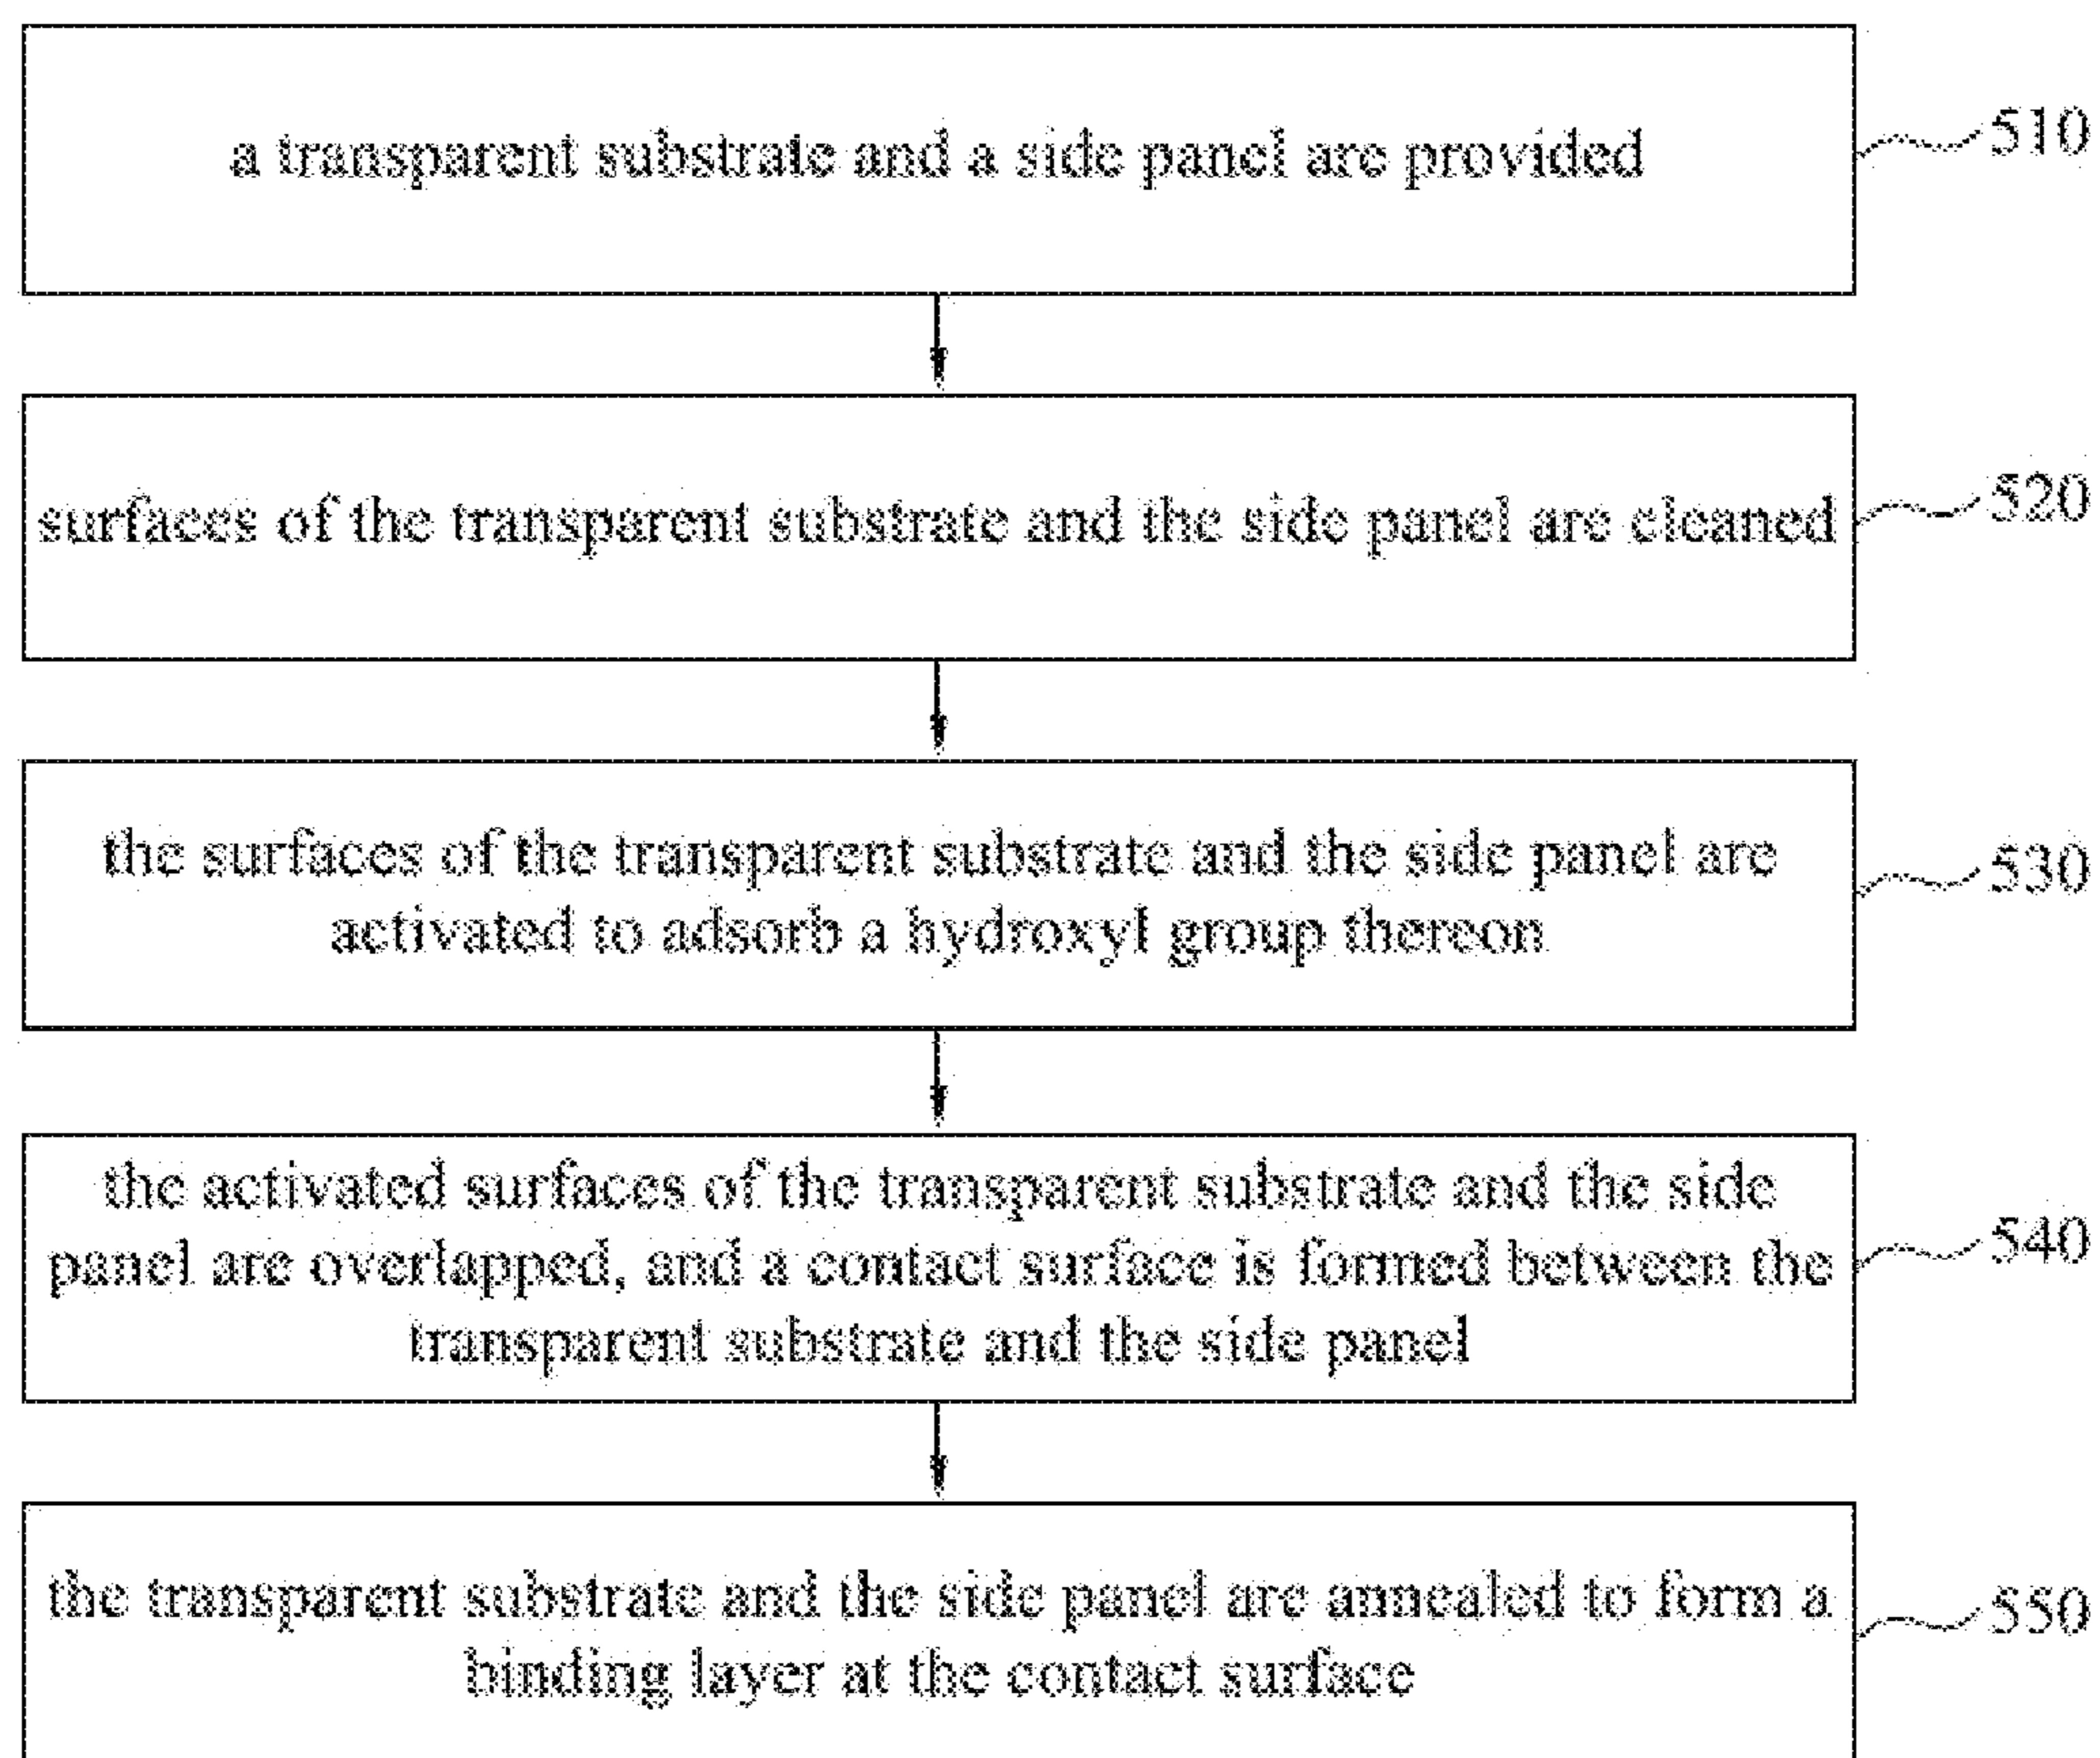 a transparent substrate and a side panel are provided
510
surfaces of the transparent substrate and the side panel are cleaned
520
the surfaces of the transparent substrate and the side panel are
activated to adsorb a hydroxyl group thereon
530
the activated surfaces of the transparent substrate and the side
panel are overlapped, and a contact surface is formed between the
transparent substrate and the side panel
540
the transparent substrate and the side panel are annealed to form a
binding layer at the contact surface
550